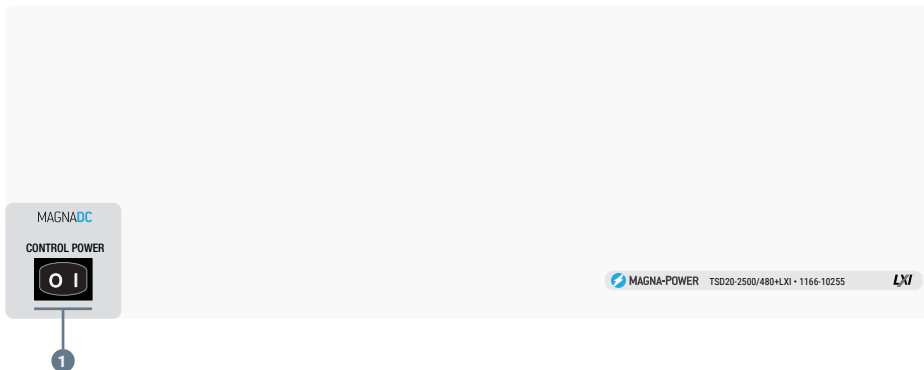 MAGNADC
CONTROL POWER
O I
MAGNA-POWER TSD20-2500/480+LXI • 1166-10255 LXI
1